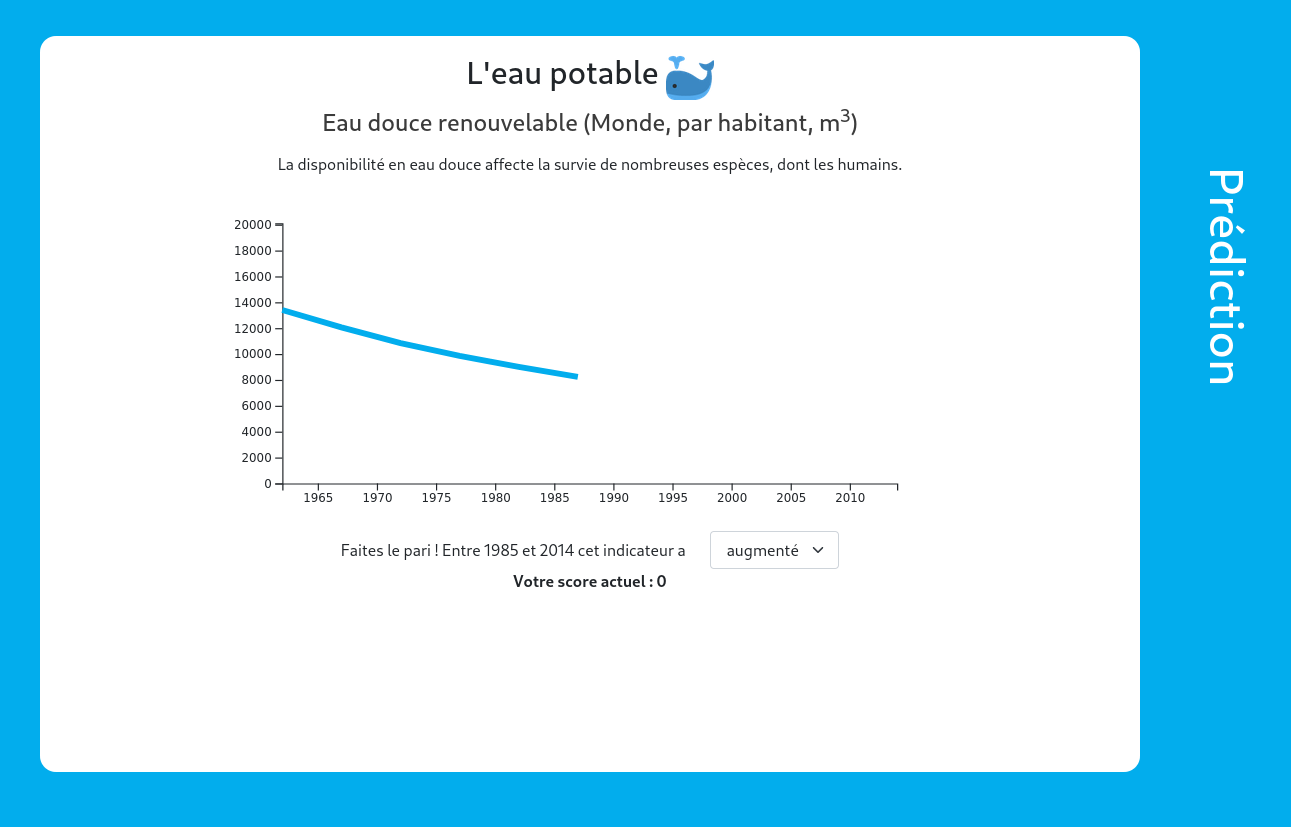 L'eau potable
Eau douce renouvelable (Monde, par habitant, m³)
La disponibilité en eau douce affecte la survie de nombreuses espèces, dont les humains.
20000
18000
16000
14000
12000
10000
8000
6000
4000
2000
0
1965 1970 1975 1980 1985 1990 1995 2000 2005 2010
Faites le pari ! Entre 1985 et 2014 cet indicateur a augmenté
Votre score actuel : 0
Prédiction